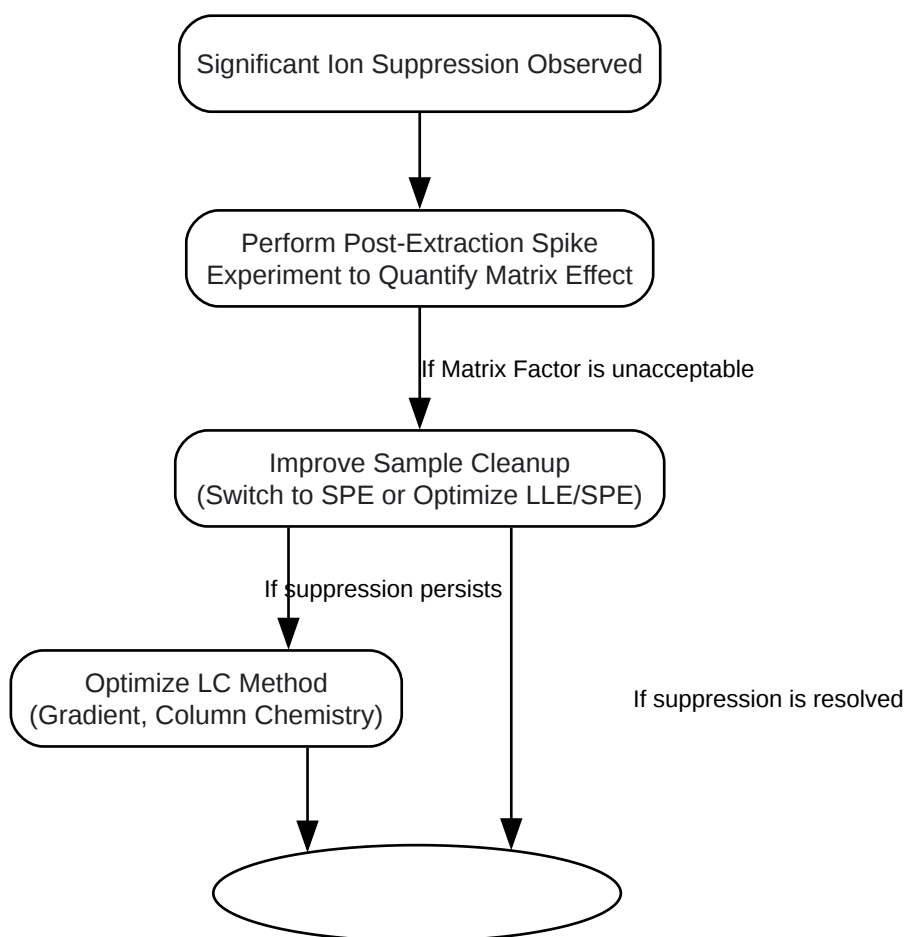 Significant Ion Suppression Observed
Perform Post-Extraction Spike
Experiment to Quantify Matrix Effect
If Matrix Factor is unacceptable
Improve Sample Cleanup
(Switch to SPE or Optimize LLE/SPE)
If suppression persists
Optimize LC Method
(Gradient, Column Chemistry)
If suppression is resolved